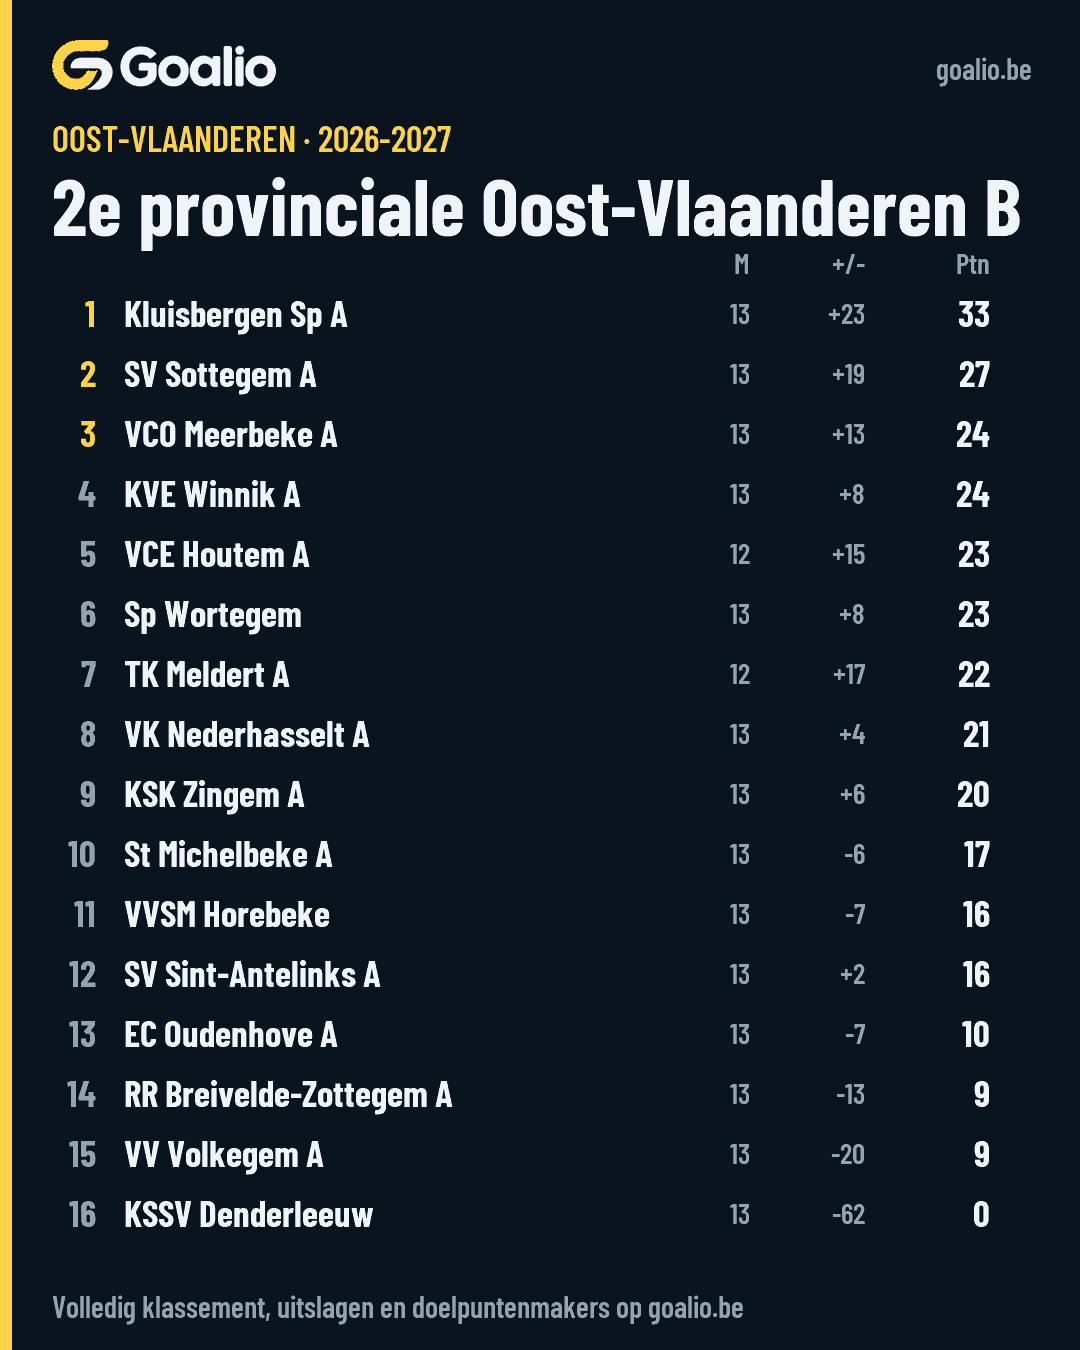 Goalio
goalio.be
OOST-VLAANDEREN · 2026-2027
2e provinciale Oost-Vlaanderen B
M +/- Ptn
1 Kluisbergen Sp A 13 +23 33
2 SV Sottegem A 13 +19 27
3 VCO Meerbeke A 13 +13 24
4 KVE Winnik A 13 +8 24
5 VCE Houtem A 12 +15 23
6 Sp Wortegem 13 +8 23
7 TK Meldert A 12 +17 22
8 VK Nederhasselt A 13 +4 21
9 KSK Zingem A 13 +6 20
10 St Michelbeke A 13 -6 17
11 VVSM Horebeke 13 -7 16
12 SV Sint-Antelinks A 13 +2 16
13 EC Oudenhove A 13 -7 10
14 RR Breivelde-Zottegem A 13 -13 9
15 VV Volkegem A 13 -20 9
16 KSSV Denderleeuw 13 -62 0
Volledig klassement, uitslagen en doelpuntenmakers op goalio.be